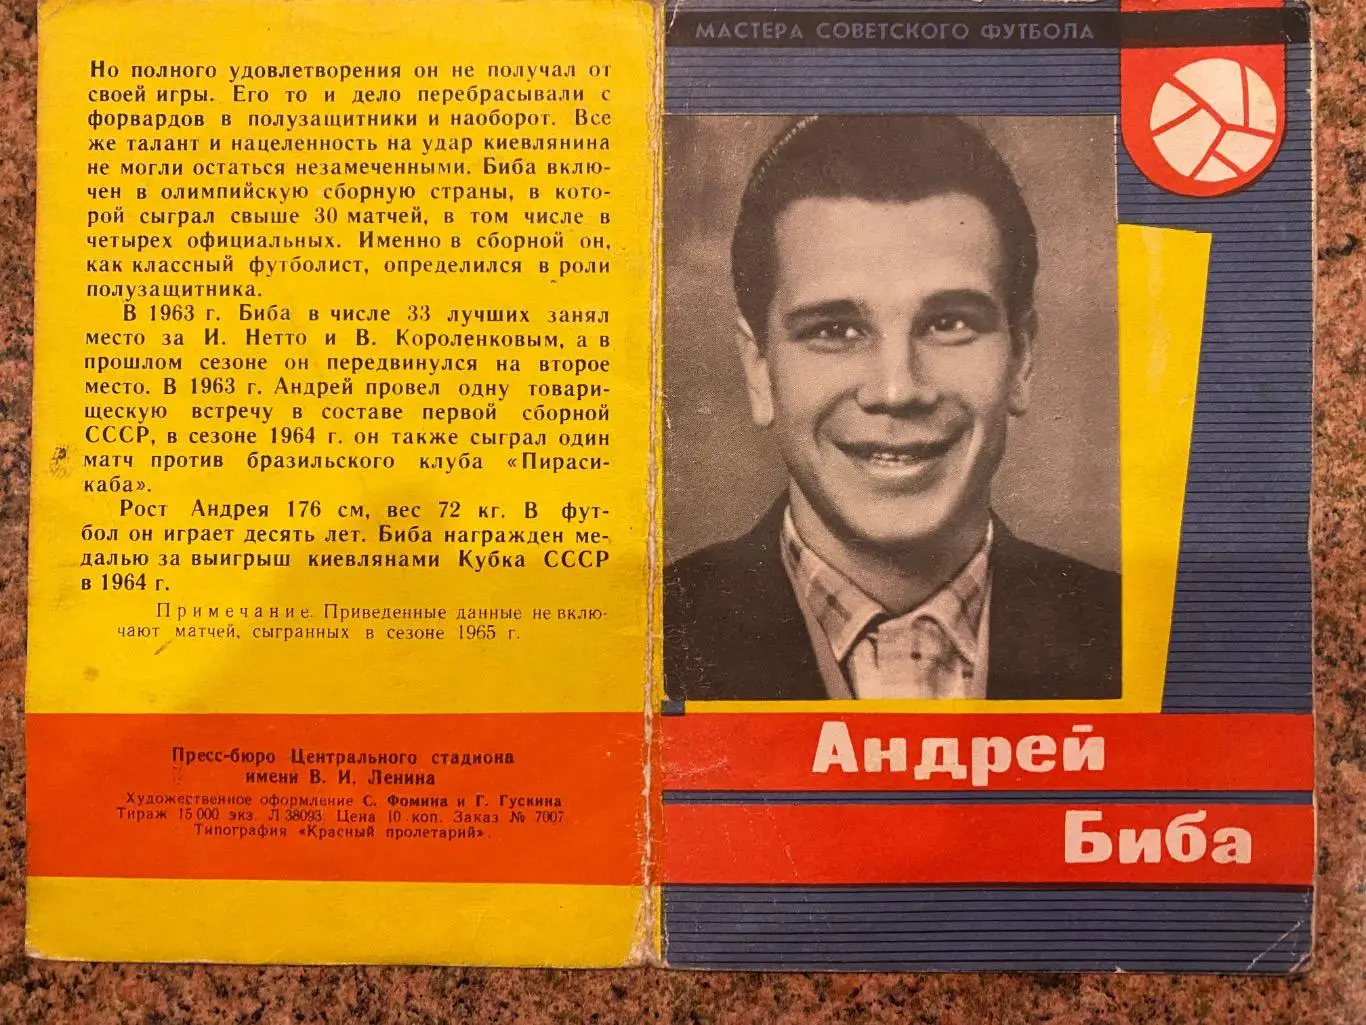 Но полного удовлетворения он не получал от
своей игры. Его то и дело перебрасывали с
форвардов в полузащитники и наоборот. Все
же талант и нацеленность на удар киевлянина
не могли остаться незамеченными. Биба вклю-
чен в олимпийскую сборную страны, в кото-
рой сыграл свыше 30 матчей, в том числе в
четырех официальных. Именно в сборной он,
как классный футболист, определился в роли
полузащитника.
В 1963 г. Биба в числе 33 лучших занял
место за И. Нетто и В. Короленковым, а в
прошлом сезоне он передвинулся на второе
место. В 1963 г. Андрей провел одну товари-
щескую встречу в составе первой сборной
СССР, в сезоне 1964 г. он также сыграл один
матч против бразильского клуба «Пираси-
каба».
Рост Андрея 176 см, вес 72 кг. В фут-
бол он играет десять лет. Биба награжден ме-
далью за выигрыш киевлянами Кубка СССР
в 1964 г.
Примечание. Приведенные данные не вклю-
чают матчей, сыгранных в сезоне 1965 г.
Пресс-бюро Центрального стадиона
имени В. И. Ленина
Художественное оформление С. Фомина и Г. Гускина
Тираж 15 000 экз. Л 38093. Цена 10 коп. Заказ № 7007
Типография «Красный пролетарий».
МАСТЕРА СОВЕТСКОГО ФУТБОЛА
Андрей
Биба